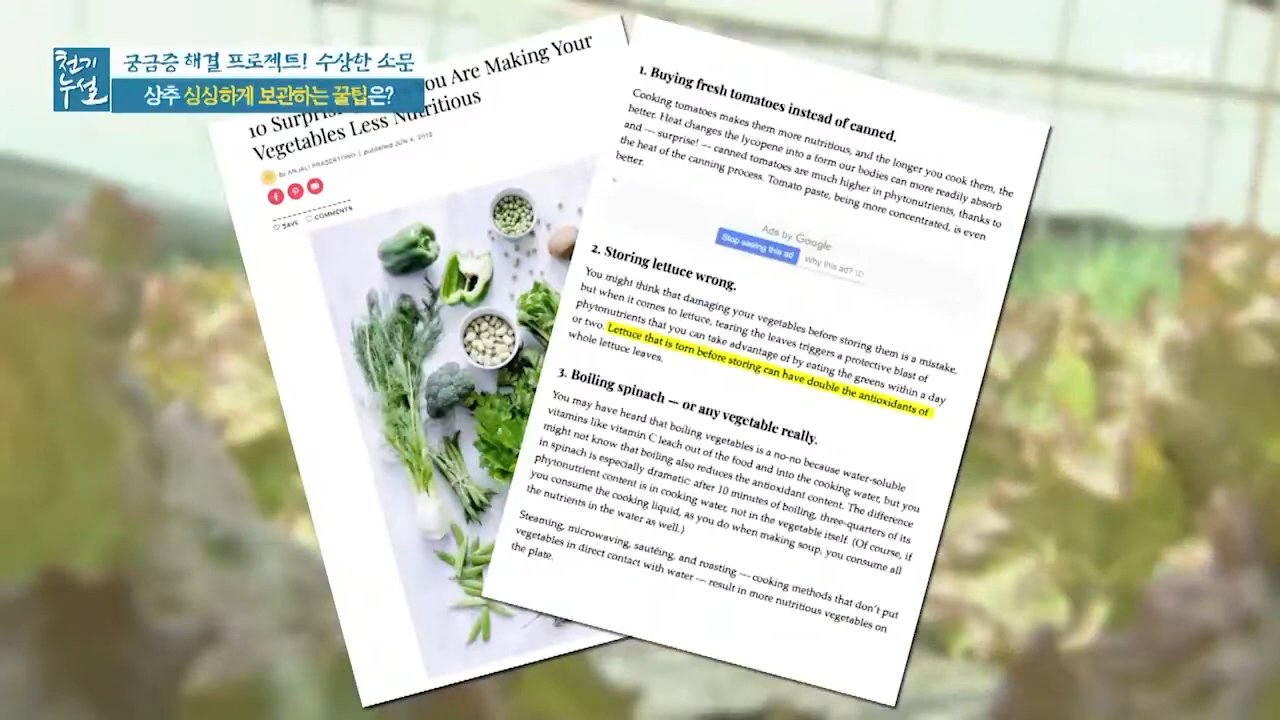 천기누설
궁금증 해결 프로젝트! 수상한 소문
상추 싱싱하게 보관하는 꿀팁은?
10 You Are Making Your
Vegetables Less Nutritious
by ANJALI PRASERTONG | published JUN 4, 2013
SAVE COMMENTS
1. Buying fresh tomatoes instead of canned.
Cooking tomatoes makes them more nutritious, and the longer you cook them, the
better. Heat changes the lycopene into a form our bodies can more readily absorb
and — surprise! — canned tomatoes are much higher in phytonutrients, thanks to
the heat of the canning process. Tomato paste, being more concentrated, is even
better.
Ads by Google
Stop seeing this ad Why this ad?
2. Storing lettuce wrong.
You might think that damaging your vegetables before storing them is a mistake,
but when it comes to lettuce, tearing the leaves triggers a protective blast of
phytonutrients that you can take advantage of by eating the greens within a day
or two. Lettuce that is torn before storing can have double the antioxidants of
whole lettuce leaves.
3. Boiling spinach — or any vegetable really.
You may have heard that boiling vegetables is a no-no because water-soluble
vitamins like vitamin C leach out of the food and into the cooking water, but you
might not know that boiling also reduces the antioxidant content. The difference
in spinach is especially dramatic after 10 minutes of boiling, three-quarters of its
phytonutrient content is in cooking water, not in the vegetable itself. (Of course, if
you consume the cooking liquid, as you do when making soup, you consume all
the nutrients in the water as well.)
Steaming, microwaving, sautéing, and roasting — cooking methods that don't put
vegetables in direct contact with water — result in more nutritious vegetables on
the plate.